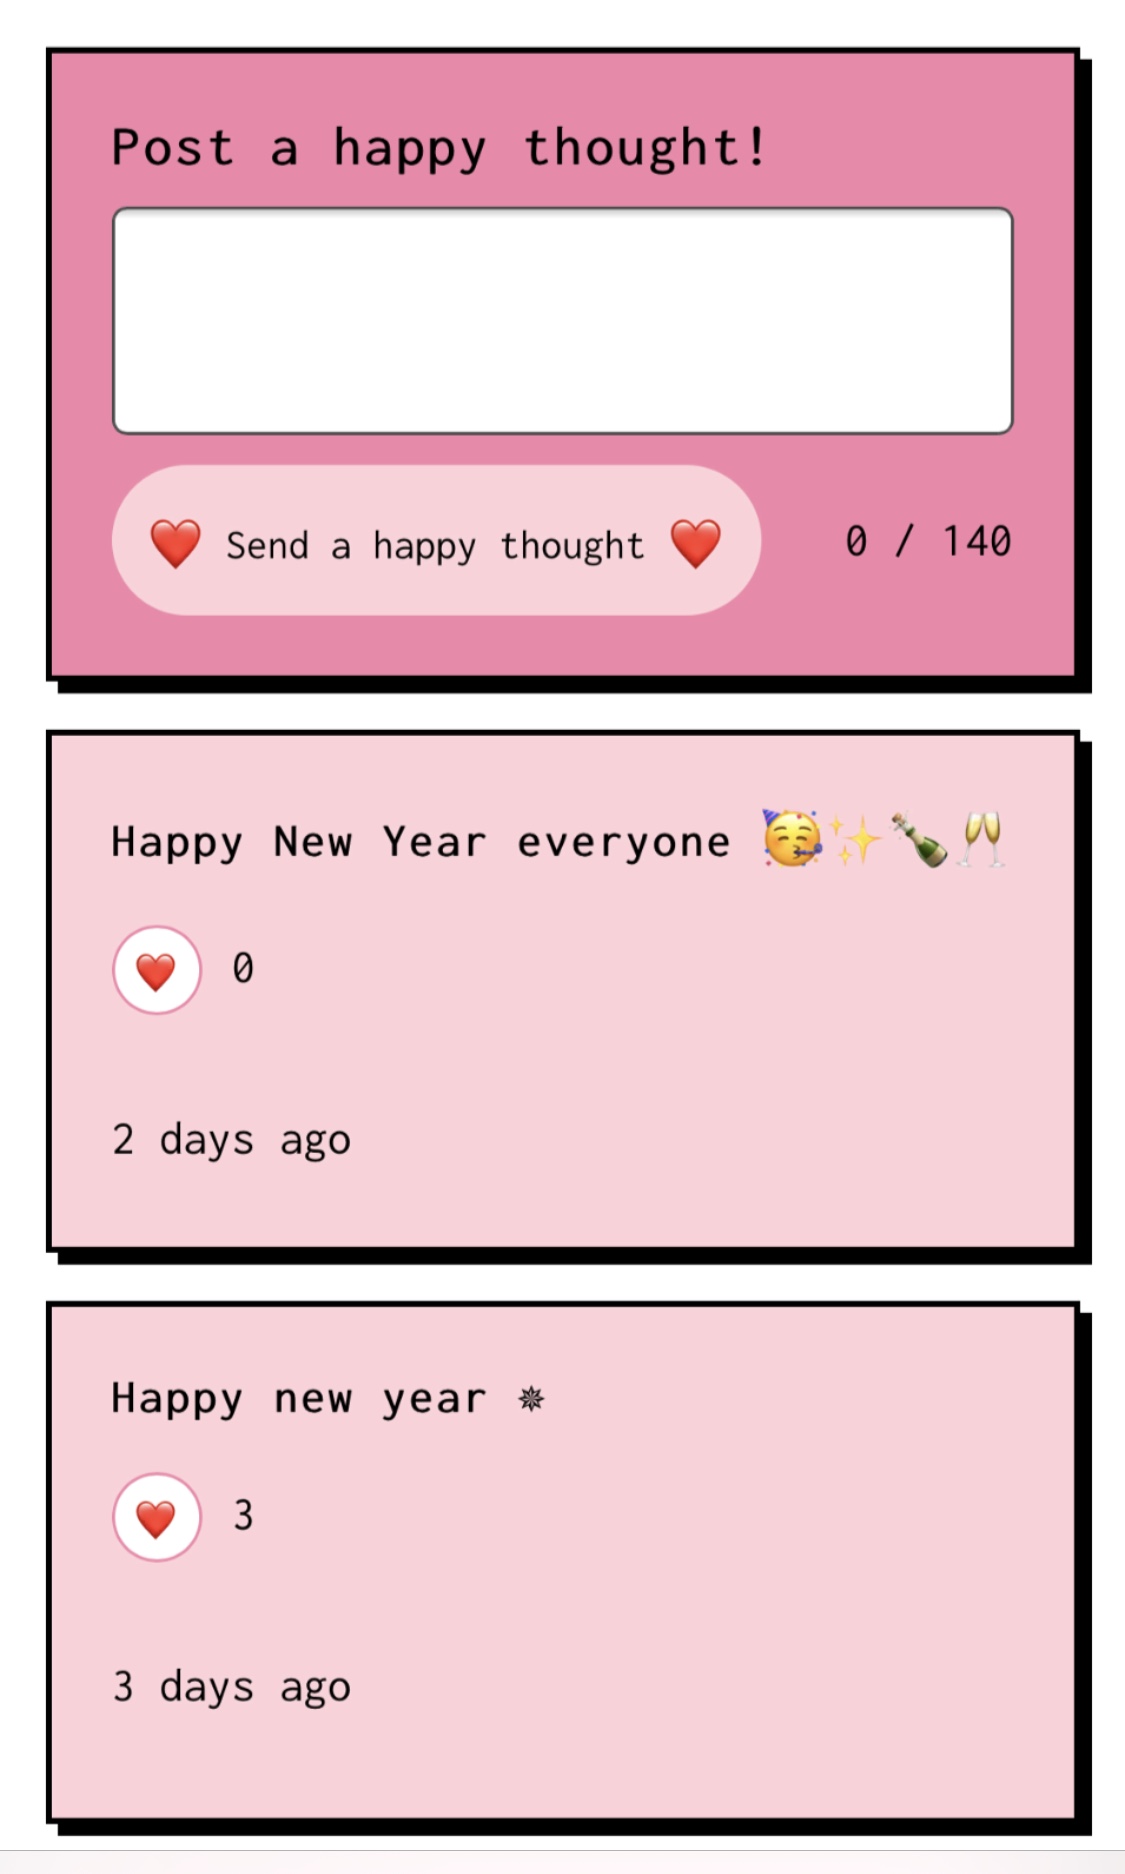 Post a happy thought!
❤️ Send a happy thought ❤️ 0 / 140
Happy New Year everyone 🥳✨🍾🥂
❤️ 0
2 days ago
Happy new year ✵
❤️ 3
3 days ago